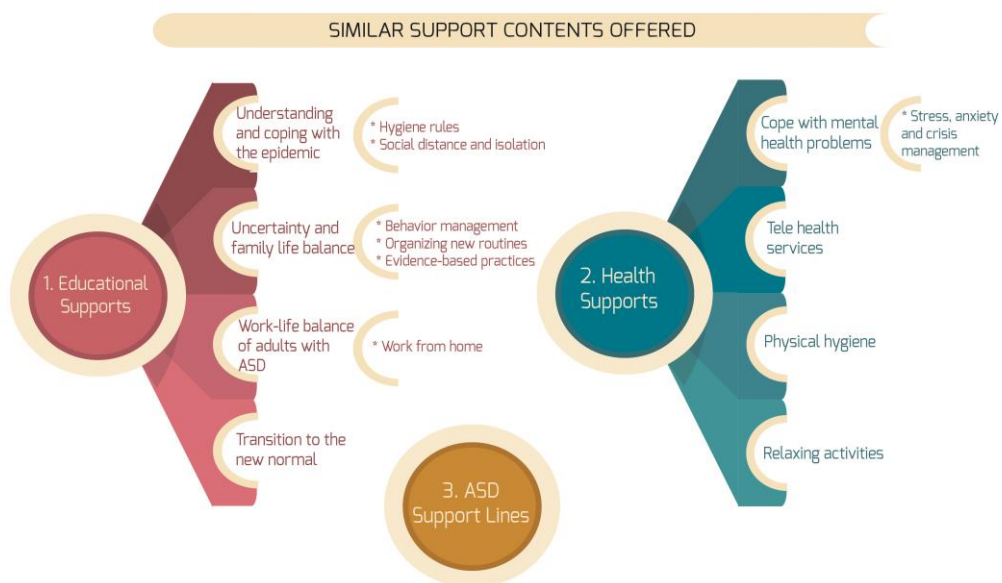 SIMILAR SUPPORT CONTENTS OFFERED
1. Educational
Supports
Understanding
and coping with
the epidemic
* Hygiene rules
* Social distance and isolation
Uncertainty and
family life balance
* Behavior management
* Organizing new routines
* Evidence-based practices
Work-life balance
of adults with
ASD
* Work from home
Transition to the
new normal
2. Health
Supports
Cope with mental
health problems
* Stress, anxiety
and crisis
management
Tele health
services
Physical hygiene
Relaxing activities
3. ASD
Support Lines